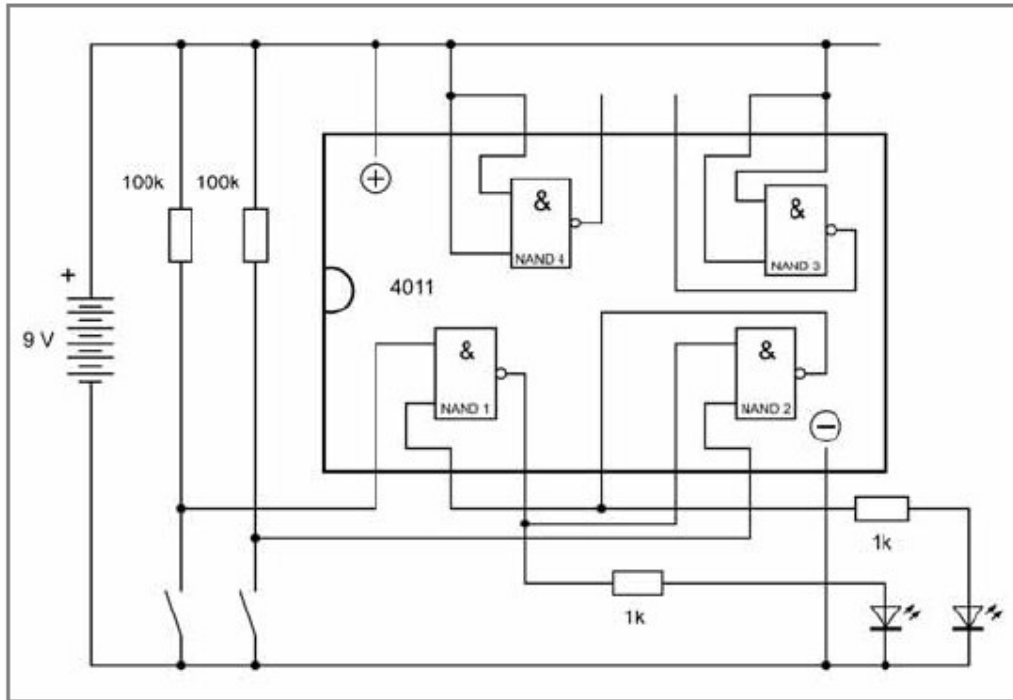 100k 100k
+
&
&
NAND 4
NAND 3
+
4011
9 V
&
&
NAND 1
NAND 2
−
1k
1k